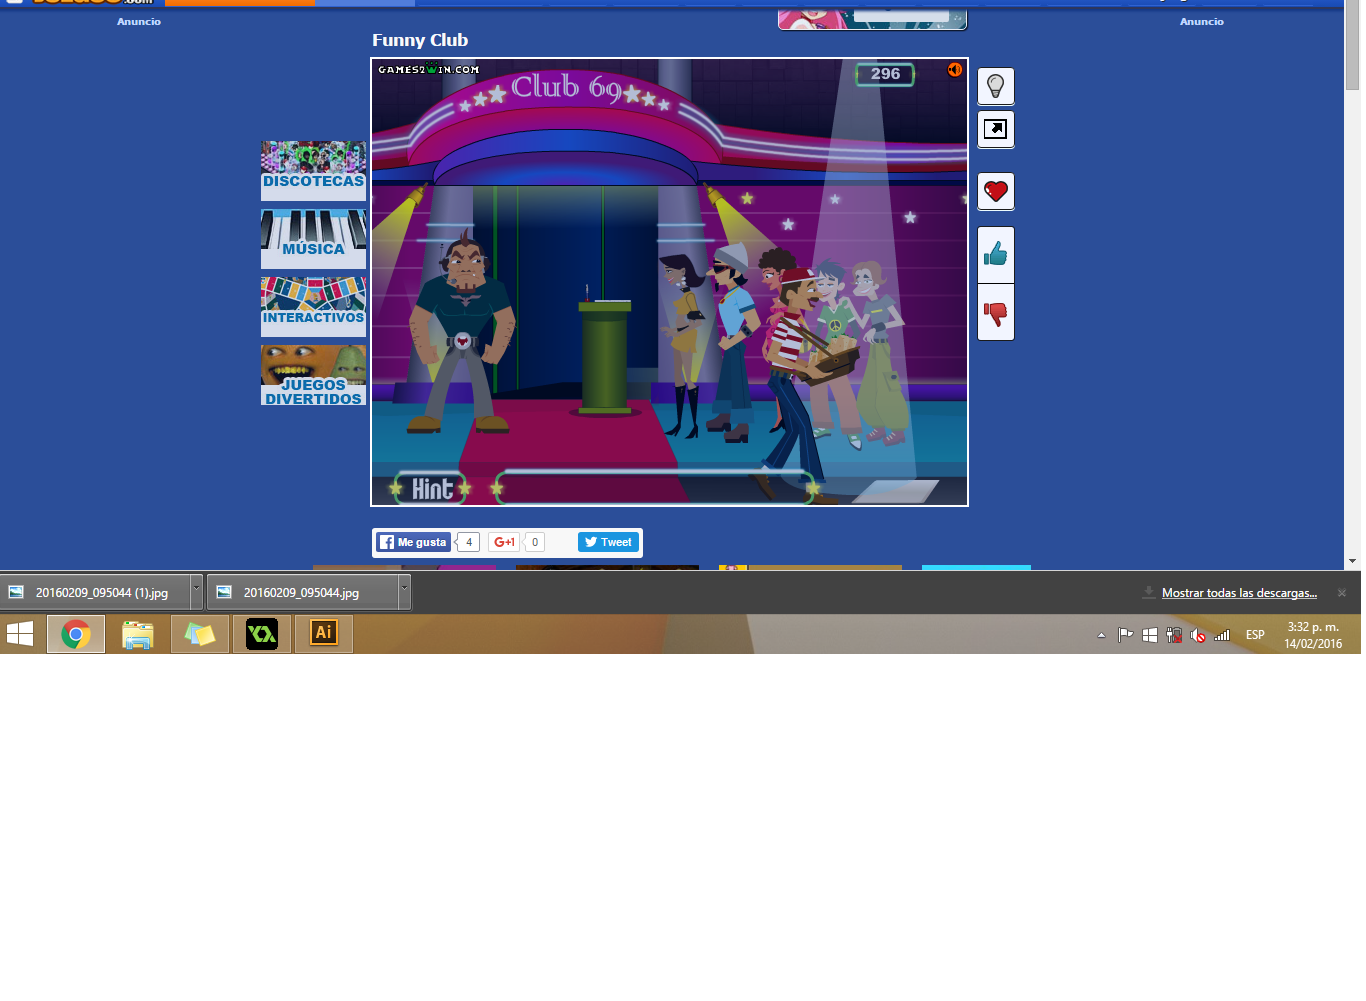 .com
Anuncio
Anuncio
Funny Club
GAMES2WIN.COM
Club 69
296
DISCOTECAS
MÚSICA
INTERACTIVOS
JUEGOS
DIVERTIDOS
Hint
Me gusta
4
G+1
0
Tweet
20160209_095044 (1).jpg
20160209_095044.jpg
Mostrar todas las descargas...
Ai
ESP
3:32 p. m.
14/02/2016